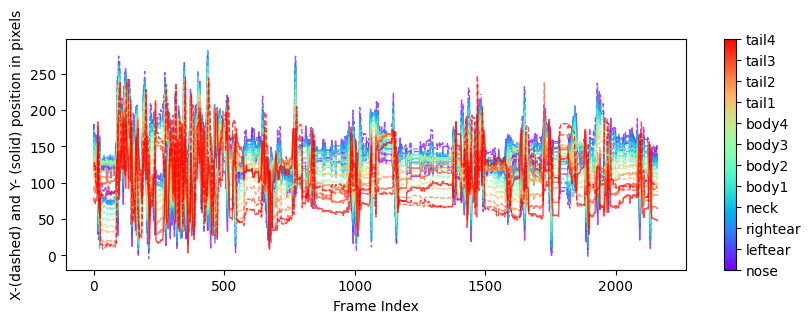 X-(dashed) and Y- (solid) position in pixels
250
200
150
100
50
0
0
500
1000
1500
2000
Frame Index
tail4
tail3
tail2
tail1
body4
body3
body2
body1
neck
rightear
leftear
nose